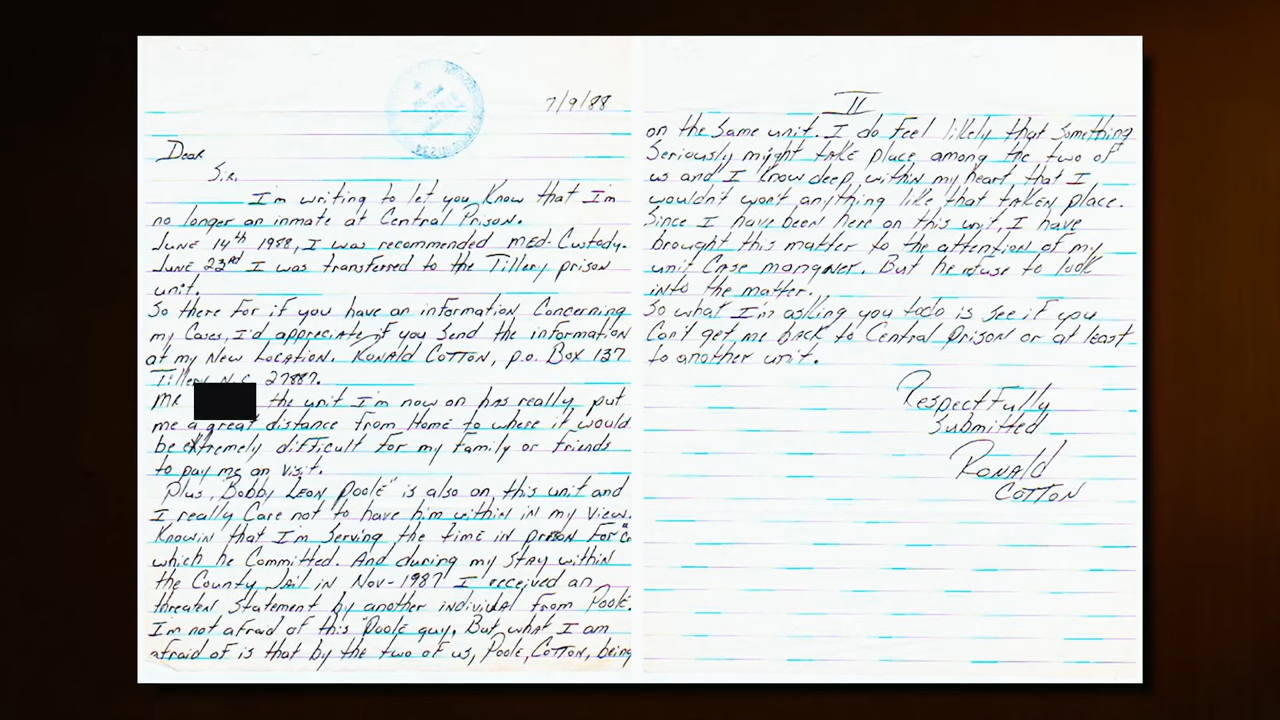 7/9/88
Dear
Sir,
I'm writing to let you Know that I'm
no longer an inmate at Central Prison.
June 14th 1988, I was recommended MED. Custody.
June 23rd I was transferred to the Tillery prison
unit.
So there For if you have an information Concerning
my Cases, I'd appreciate if you Send the information
at my New Location. RONALD COTTON, P.O. Box 137
Tillery N.C. 27887.
MR the unit I'm now on has really put
me a great distance From Home to where it would
be extremely difficult For my Family or Friends
to pay me an visit.
Plus, Bobby LEON Poole" is also on this unit and
I really Care not to have him within in my view.
Knowin that I'm Serving the time in prison For
which he Committed. And during my Stay within
the County Jail in Nov-1987 I received an
threaten Statement by another individual From Poole.
I'm not afraid of this Poole guy, But what I am
afraid of is that by the two of us, Poole, COTTON, being
II
on the Same unit. I do Feel likely that Something
Seriously might take place among the two of
us and I Know deep, within my heart that I
wouldn't won't anything like that taken place.
Since I have been here on this unit, I have
brought this matter to the attention of my
unit Case mangver. But he refuse to look
into the matter.
So what I'm asking you todo is See if you
Can't get me back to Central Prison or at least
to another unit.
Respectfully
Submitted
RONALD
COTTON